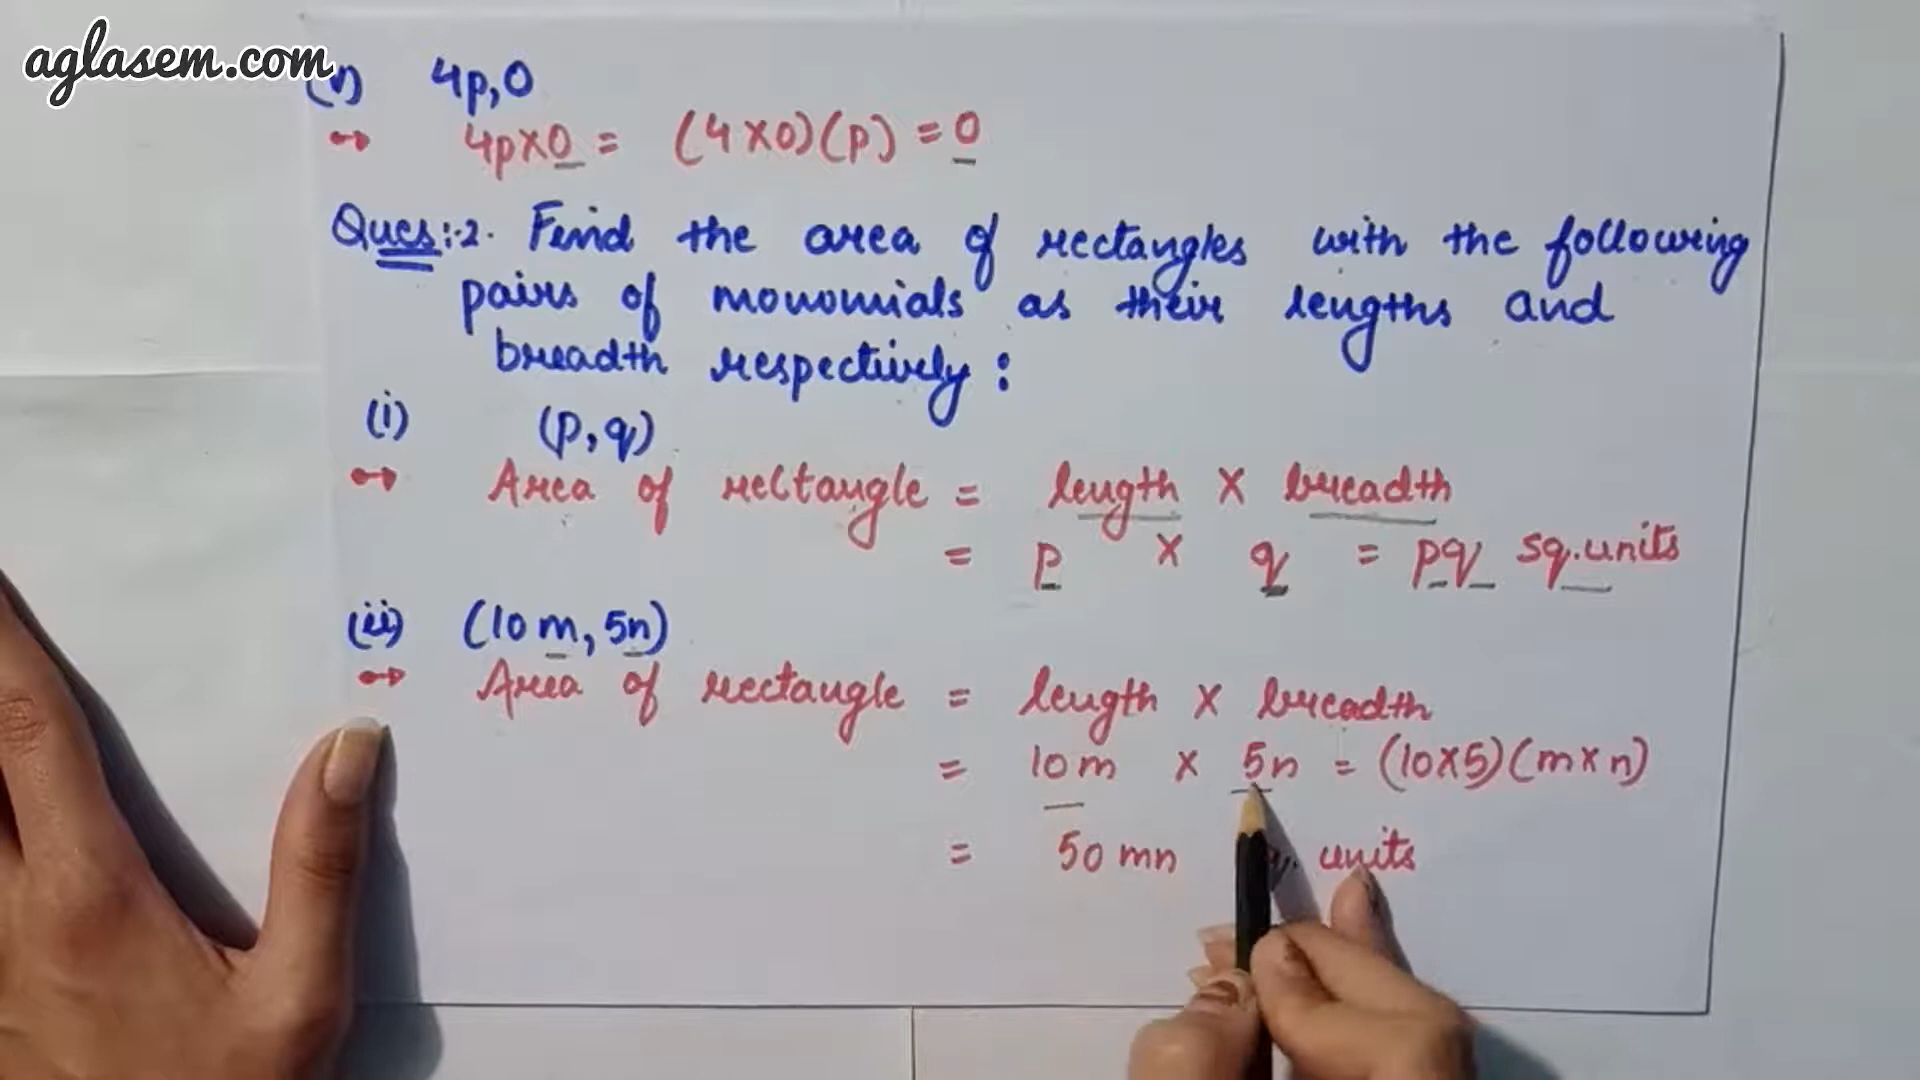 aglasem.com
(v) 4p,0
4p×0 = (4×0)(p) = 0
Ques:-2. Find the area of rectangles with the following
pairs of monomials as their lengths and
breadth respectively:
(i) (p,q)
Area of rectangle = length × breadth
= p × q = pq sq.units
(ii) (10m, 5n)
Area of rectangle = length × breadth
= 10m × 5n = (10×5)(m×n)
= 50 mn units